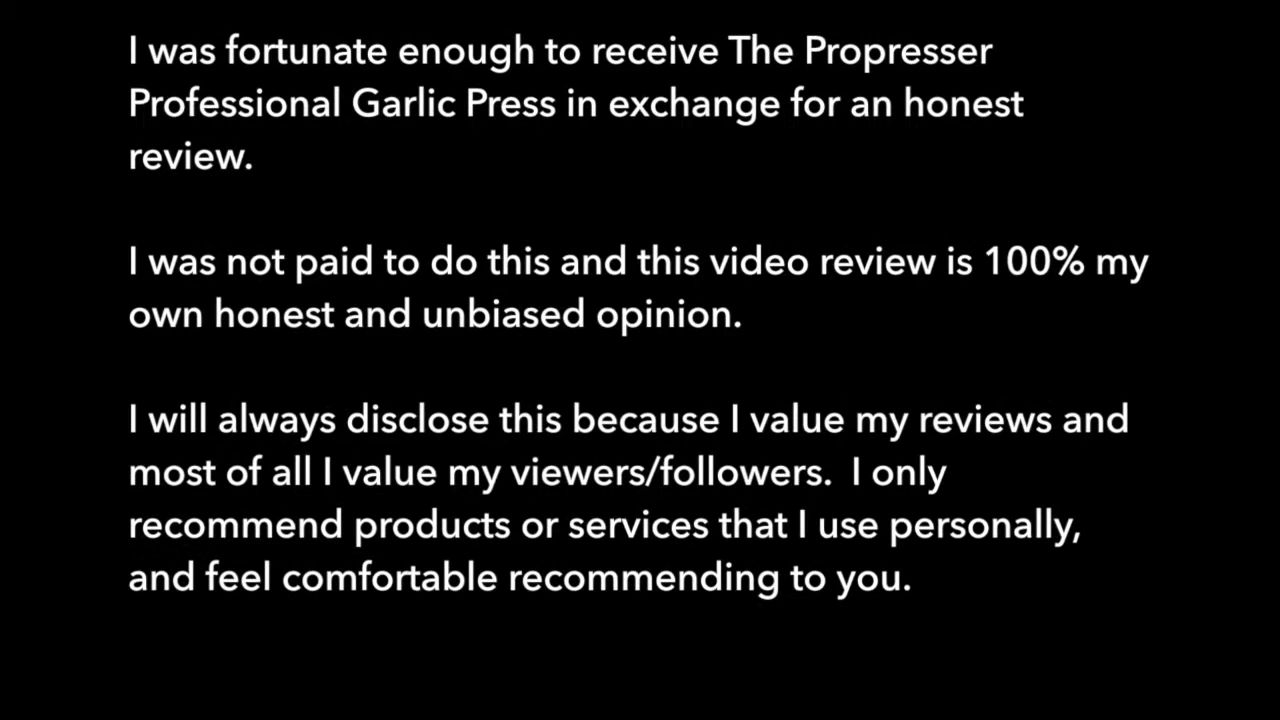 I was fortunate enough to receive The Propresser
Professional Garlic Press in exchange for an honest
review.
I was not paid to do this and this video review is 100% my
own honest and unbiased opinion.
I will always disclose this because I value my reviews and
most of all I value my viewers/followers.  I only
recommend products or services that I use personally,
and feel comfortable recommending to you.